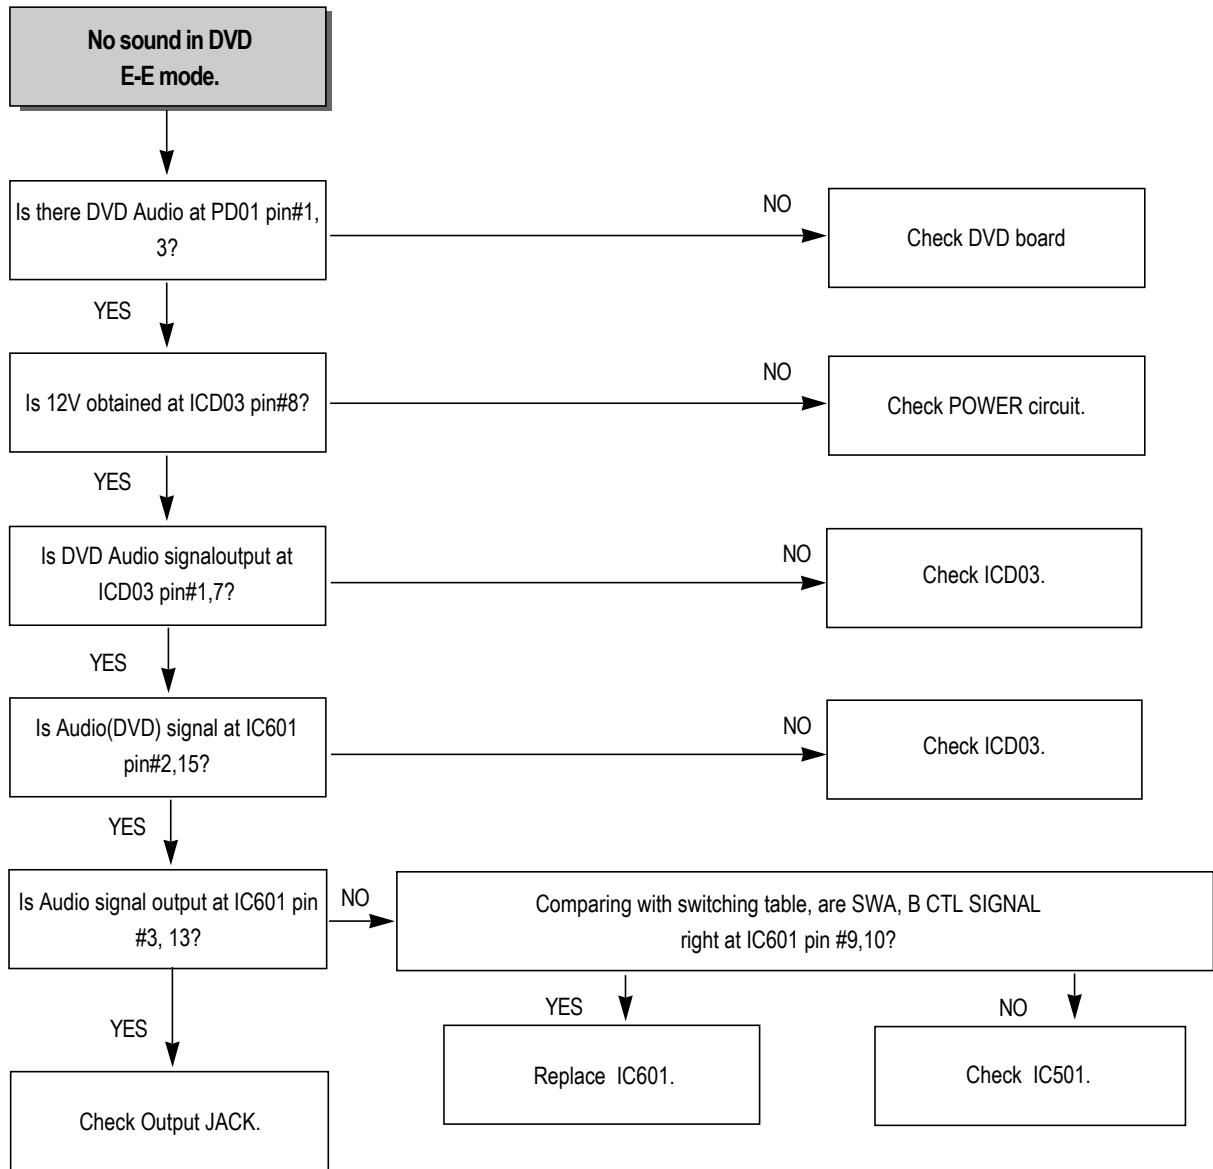 No sound in DVD
E-E mode.
Is there DVD Audio at PD01 pin#1,
3?
NO
Check DVD board
YES
Is 12V obtained at ICD03 pin#8?
NO
Check POWER circuit.
YES
Is DVD Audio signaloutput at
ICD03 pin#1,7?
NO
Check ICD03.
YES
Is Audio(DVD) signal at IC601
pin#2,15?
NO
Check ICD03.
YES
Is Audio signal output at IC601 pin
#3, 13?
NO
Comparing with switching table, are SWA, B CTL SIGNAL
right at IC601 pin #9,10?
YES
Replace IC601.
NO
Check IC501.
YES
Check Output JACK.